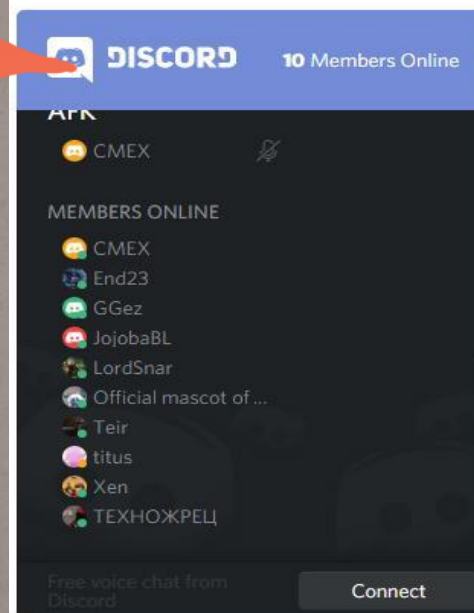 DISCORD 10 Members Online
AFK
CMEX
MEMBERS ONLINE
CMEX
End23
GGez
JojobaBL
LordSnar
Official mascot of ...
Teir
titus
Xen
ТЕХНОЖРЕЦ
Free voice chat from
Discord
Connect